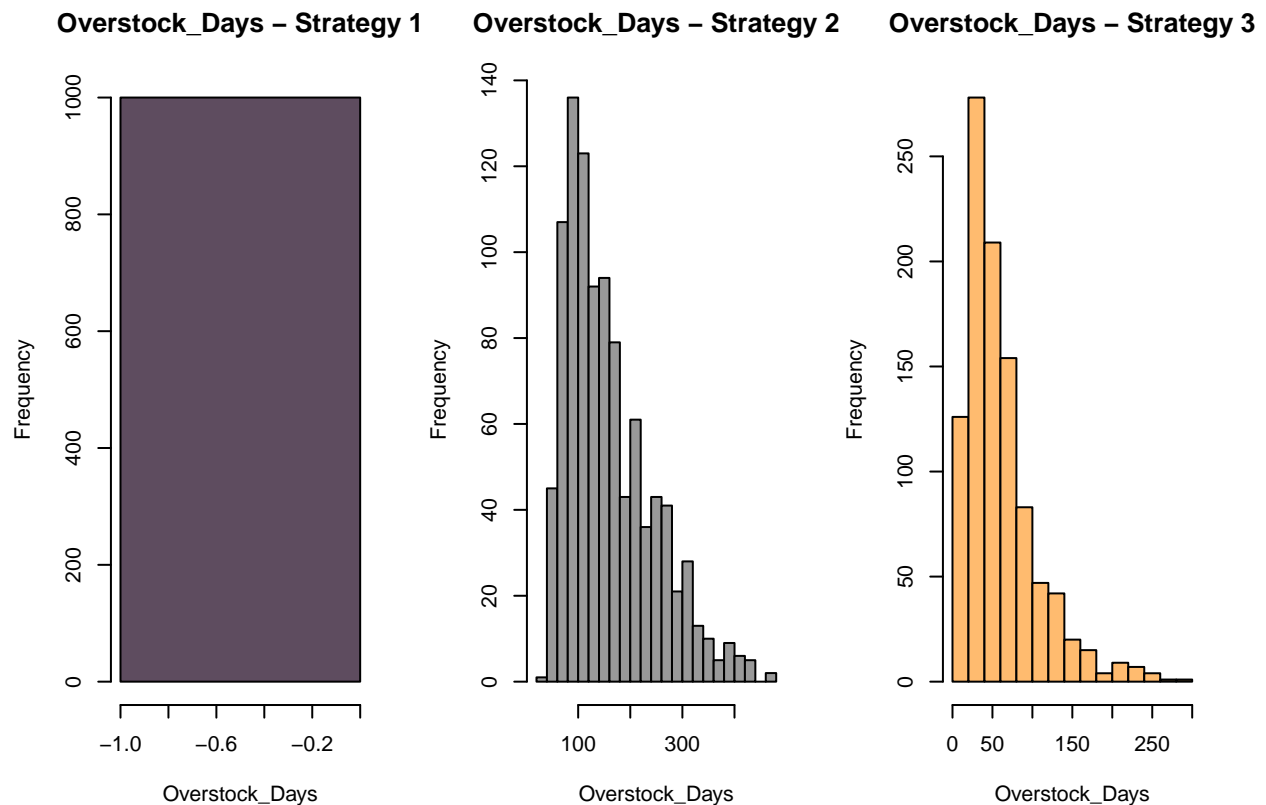 Overstock_Days – Strategy 1
Frequency
1000
800
600
400
200
0
−1.0 −0.6 −0.2
Overstock_Days
Overstock_Days – Strategy 2
Frequency
140
120
100
80
60
40
20
0
100 300
Overstock_Days
Overstock_Days – Strategy 3
Frequency
250
200
150
100
50
0
0 50 150 250
Overstock_Days